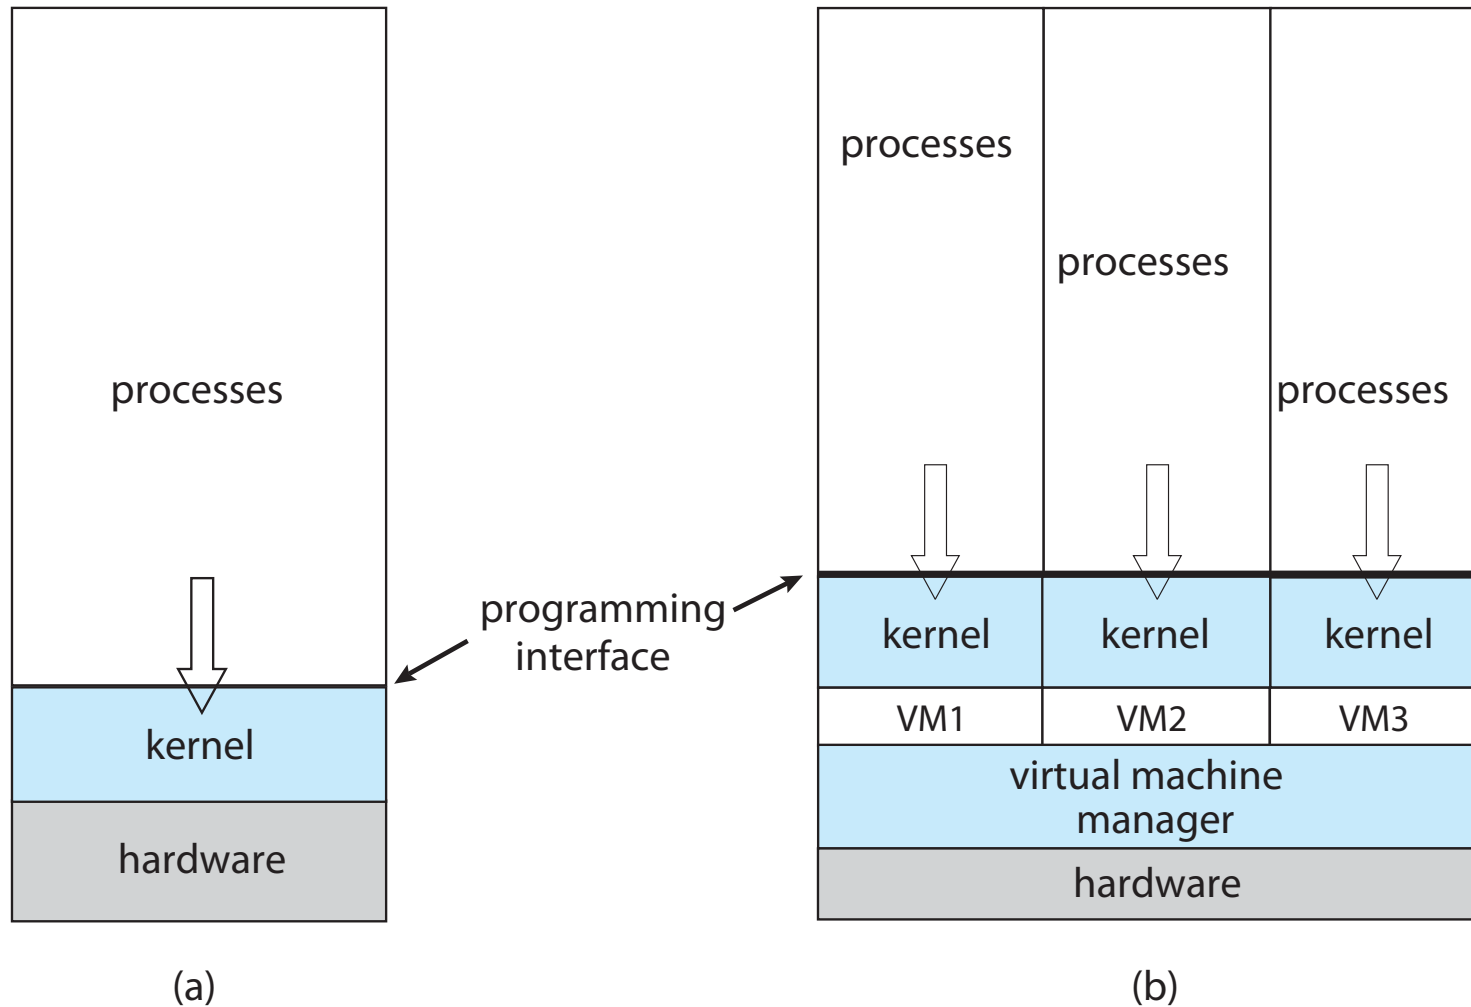 processes
kernel
hardware
(a)
programming
interface
processes
processes
processes
kernel
kernel
kernel
VM1
VM2
VM3
virtual machine
manager
hardware
(b)